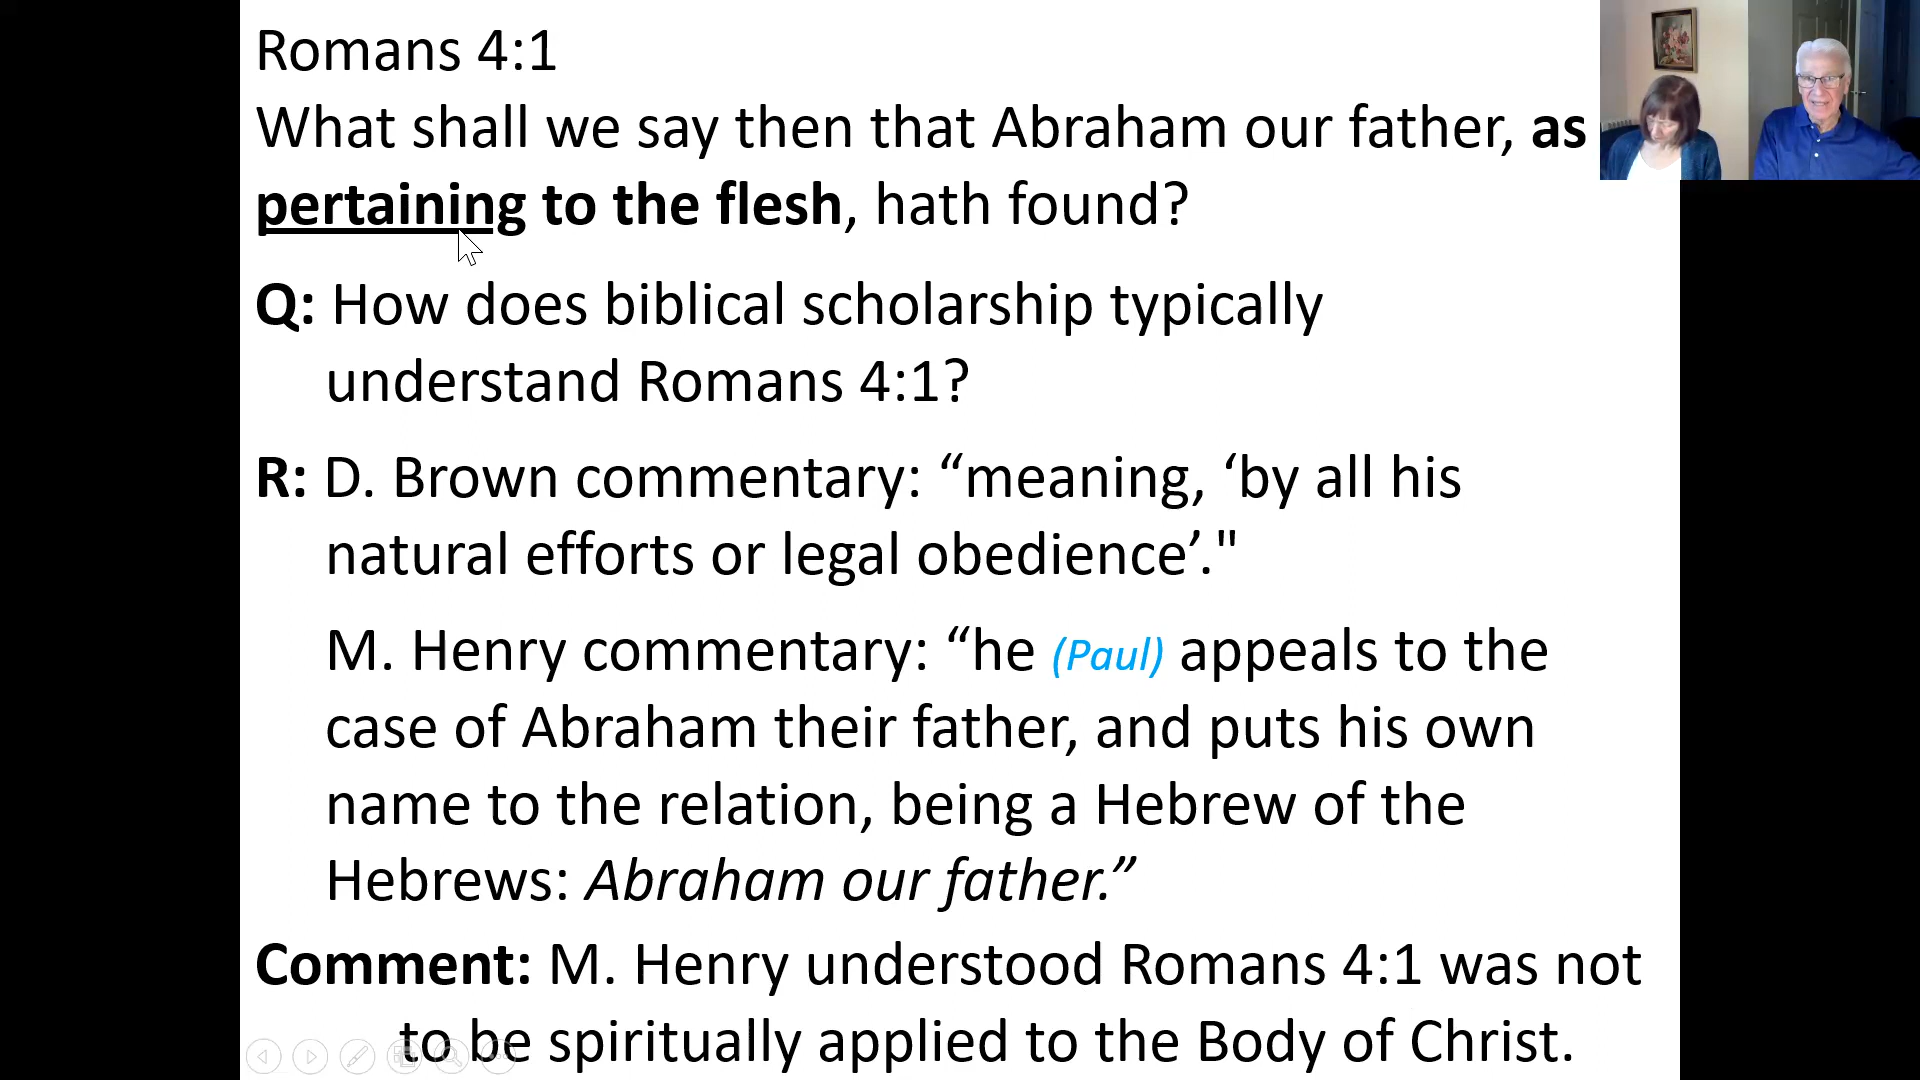 Romans 4:1
What shall we say then that Abraham our father, as
pertaining to the flesh, hath found?
Q: How does biblical scholarship typically
understand Romans 4:1?
R: D. Brown commentary: “meaning, ‘by all his
natural efforts or legal obedience’."
M. Henry commentary: “he (Paul) appeals to the
case of Abraham their father, and puts his own
name to the relation, being a Hebrew of the
Hebrews: Abraham our father.”
Comment: M. Henry understood Romans 4:1 was not
to be spiritually applied to the Body of Christ.